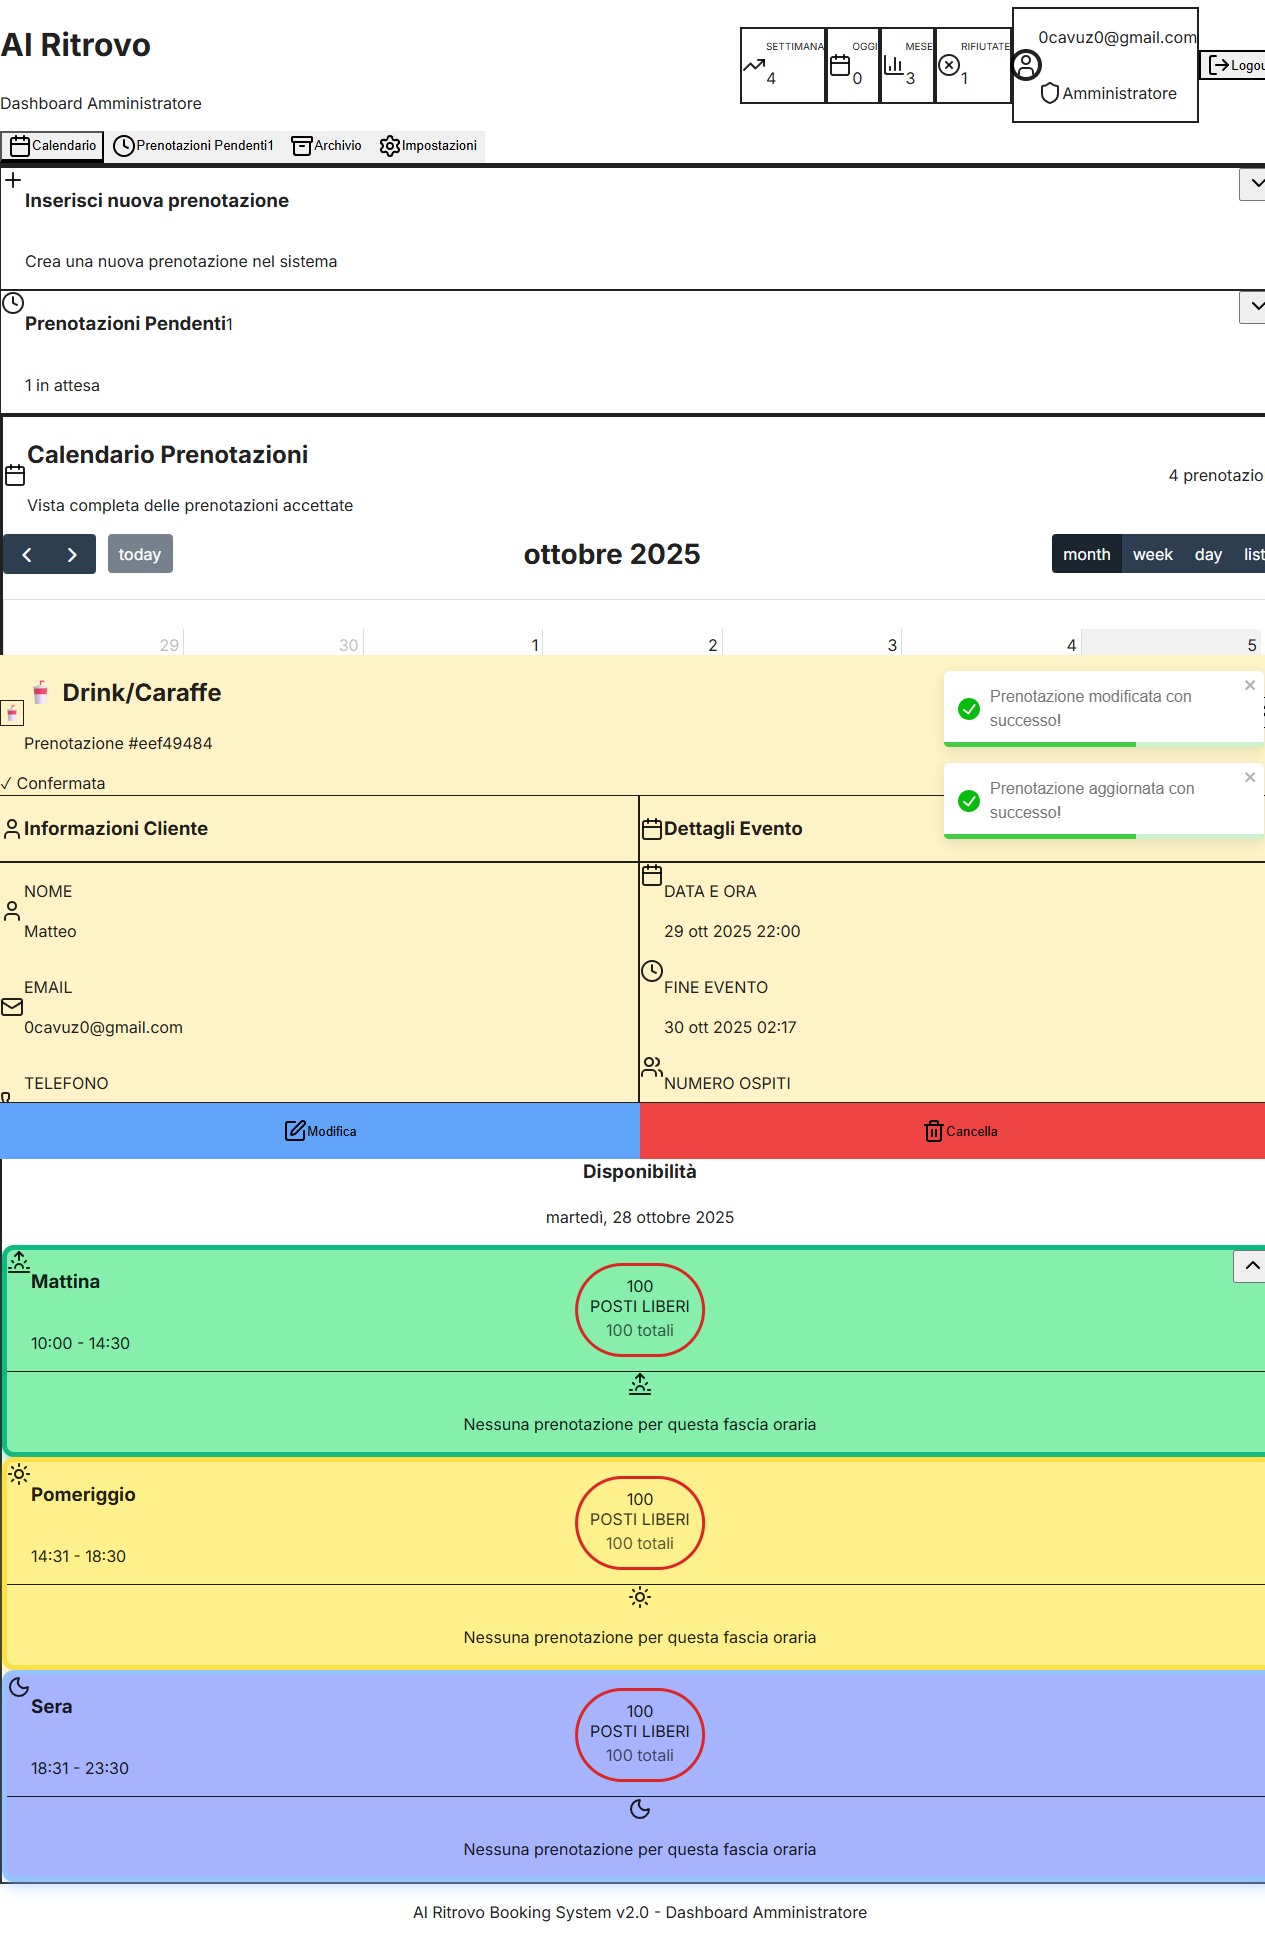 Al Ritrovo
Dashboard Amministratore
SETTIMANA
4
OGGI
0
MESE
3
RIFIUTATE
1
0cavuz0@gmail.com
Amministratore
Calendario
Prenotazioni Pendenti1
Archivio
Impostazioni
Inserisci nuova prenotazione
Crea una nuova prenotazione nel sistema
Prenotazioni Pendenti1
1 in attesa
Calendario Prenotazioni
Vista completa delle prenotazioni accettate
4 prenotazio
today
ottobre 2025
month week day list
29 30 1 2 3 4 5
Drink/Caraffe
Prenotazione #eef49484
✓ Confermata
Prenotazione modificata con
successo!
Prenotazione aggiornata con
successo!
Informazioni Cliente
NOME
Matteo
EMAIL
0cavuz0@gmail.com
TELEFONO
Dettagli Evento
DATA E ORA
29 ott 2025 22:00
FINE EVENTO
30 ott 2025 02:17
NUMERO OSPITI
Modifica
Cancella
Disponibilità
martedì, 28 ottobre 2025
Mattina
10:00 - 14:30
100
POSTI LIBERI
100 totali
Nessuna prenotazione per questa fascia oraria
Pomeriggio
14:31 - 18:30
100
POSTI LIBERI
100 totali
Nessuna prenotazione per questa fascia oraria
Sera
18:31 - 23:30
100
POSTI LIBERI
100 totali
Nessuna prenotazione per questa fascia oraria
Al Ritrovo Booking System v2.0 - Dashboard Amministratore